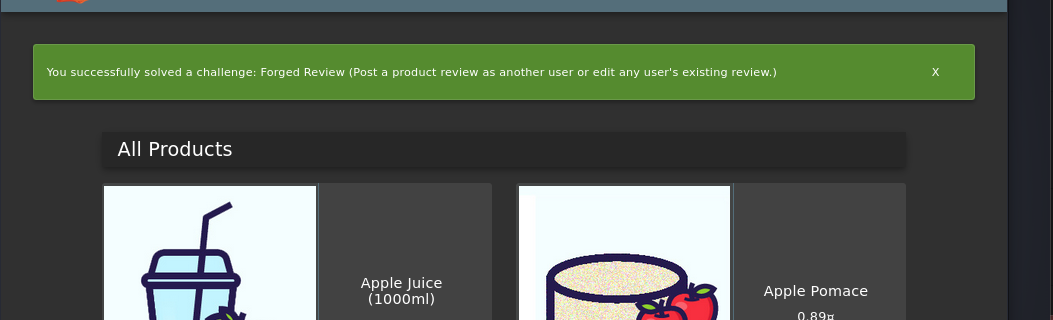 You successfully solved a challenge: Forged Review (Post a product review as another user or edit any user's existing review.)
X
All Products
Apple Juice
(1000ml)
Apple Pomace
0.89¤